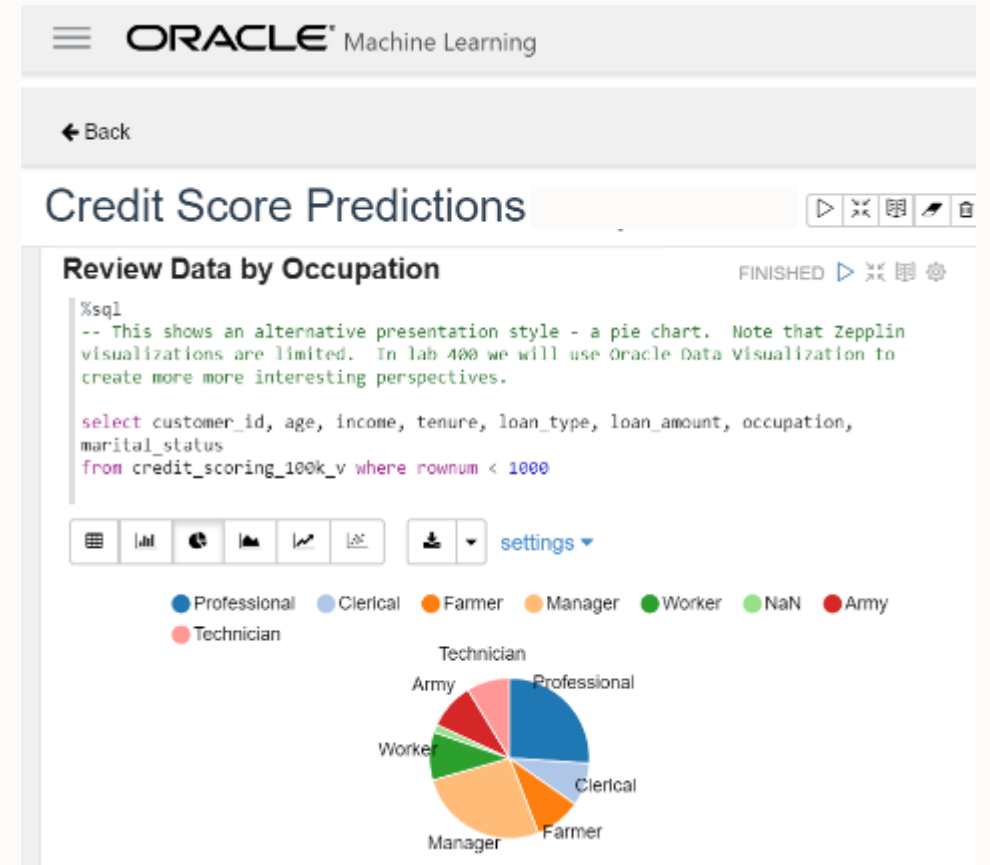 ORACLE® Machine Learning
Back
Credit Score Predictions
Review Data by Occupation
FINISHED
%sql
-- This shows an alternative presentation style - a pie chart.  Note that Zepplin
visualizations are limited.  In lab 400 we will use Oracle Data Visualization to
create more more interesting perspectives.
select customer_id, age, income, tenure, loan_type, loan_amount, occupation,
marital_status
from credit_scoring_100k_v where rownum < 1000
settings
Professional Clerical Farmer Manager Worker NaN Army
Technician
Technician
Army Professional
Worker
Clerical
Farmer
Manager